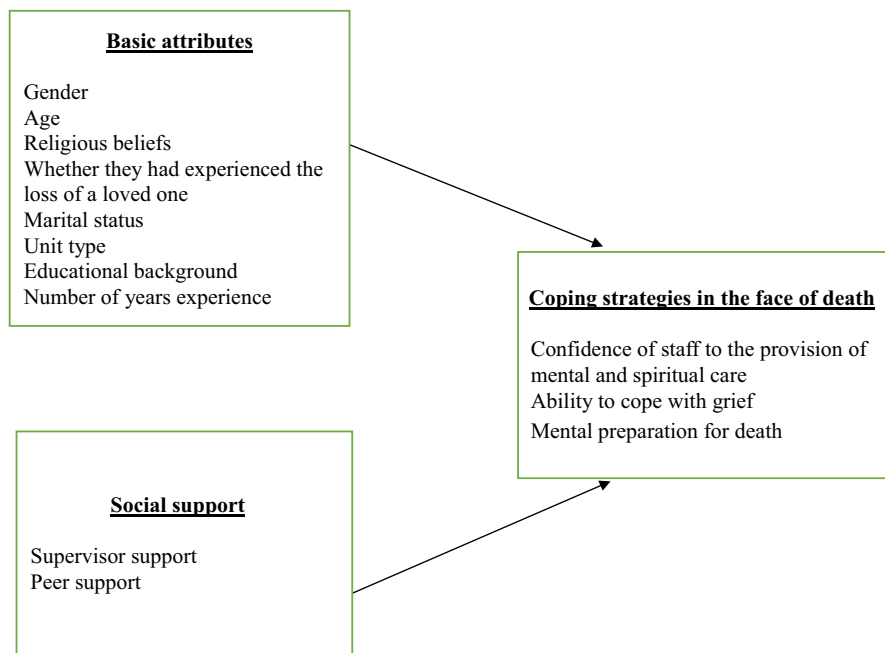 Basic attributes
Gender
Age
Religious beliefs
Whether they had experienced the
loss of a loved one
Marital status
Unit type
Educational background
Number of years experience
Coping strategies in the face of death
Confidence of staff to the provision of
mental and spiritual care
Ability to cope with grief
Mental preparation for death
Social support
Supervisor support
Peer support